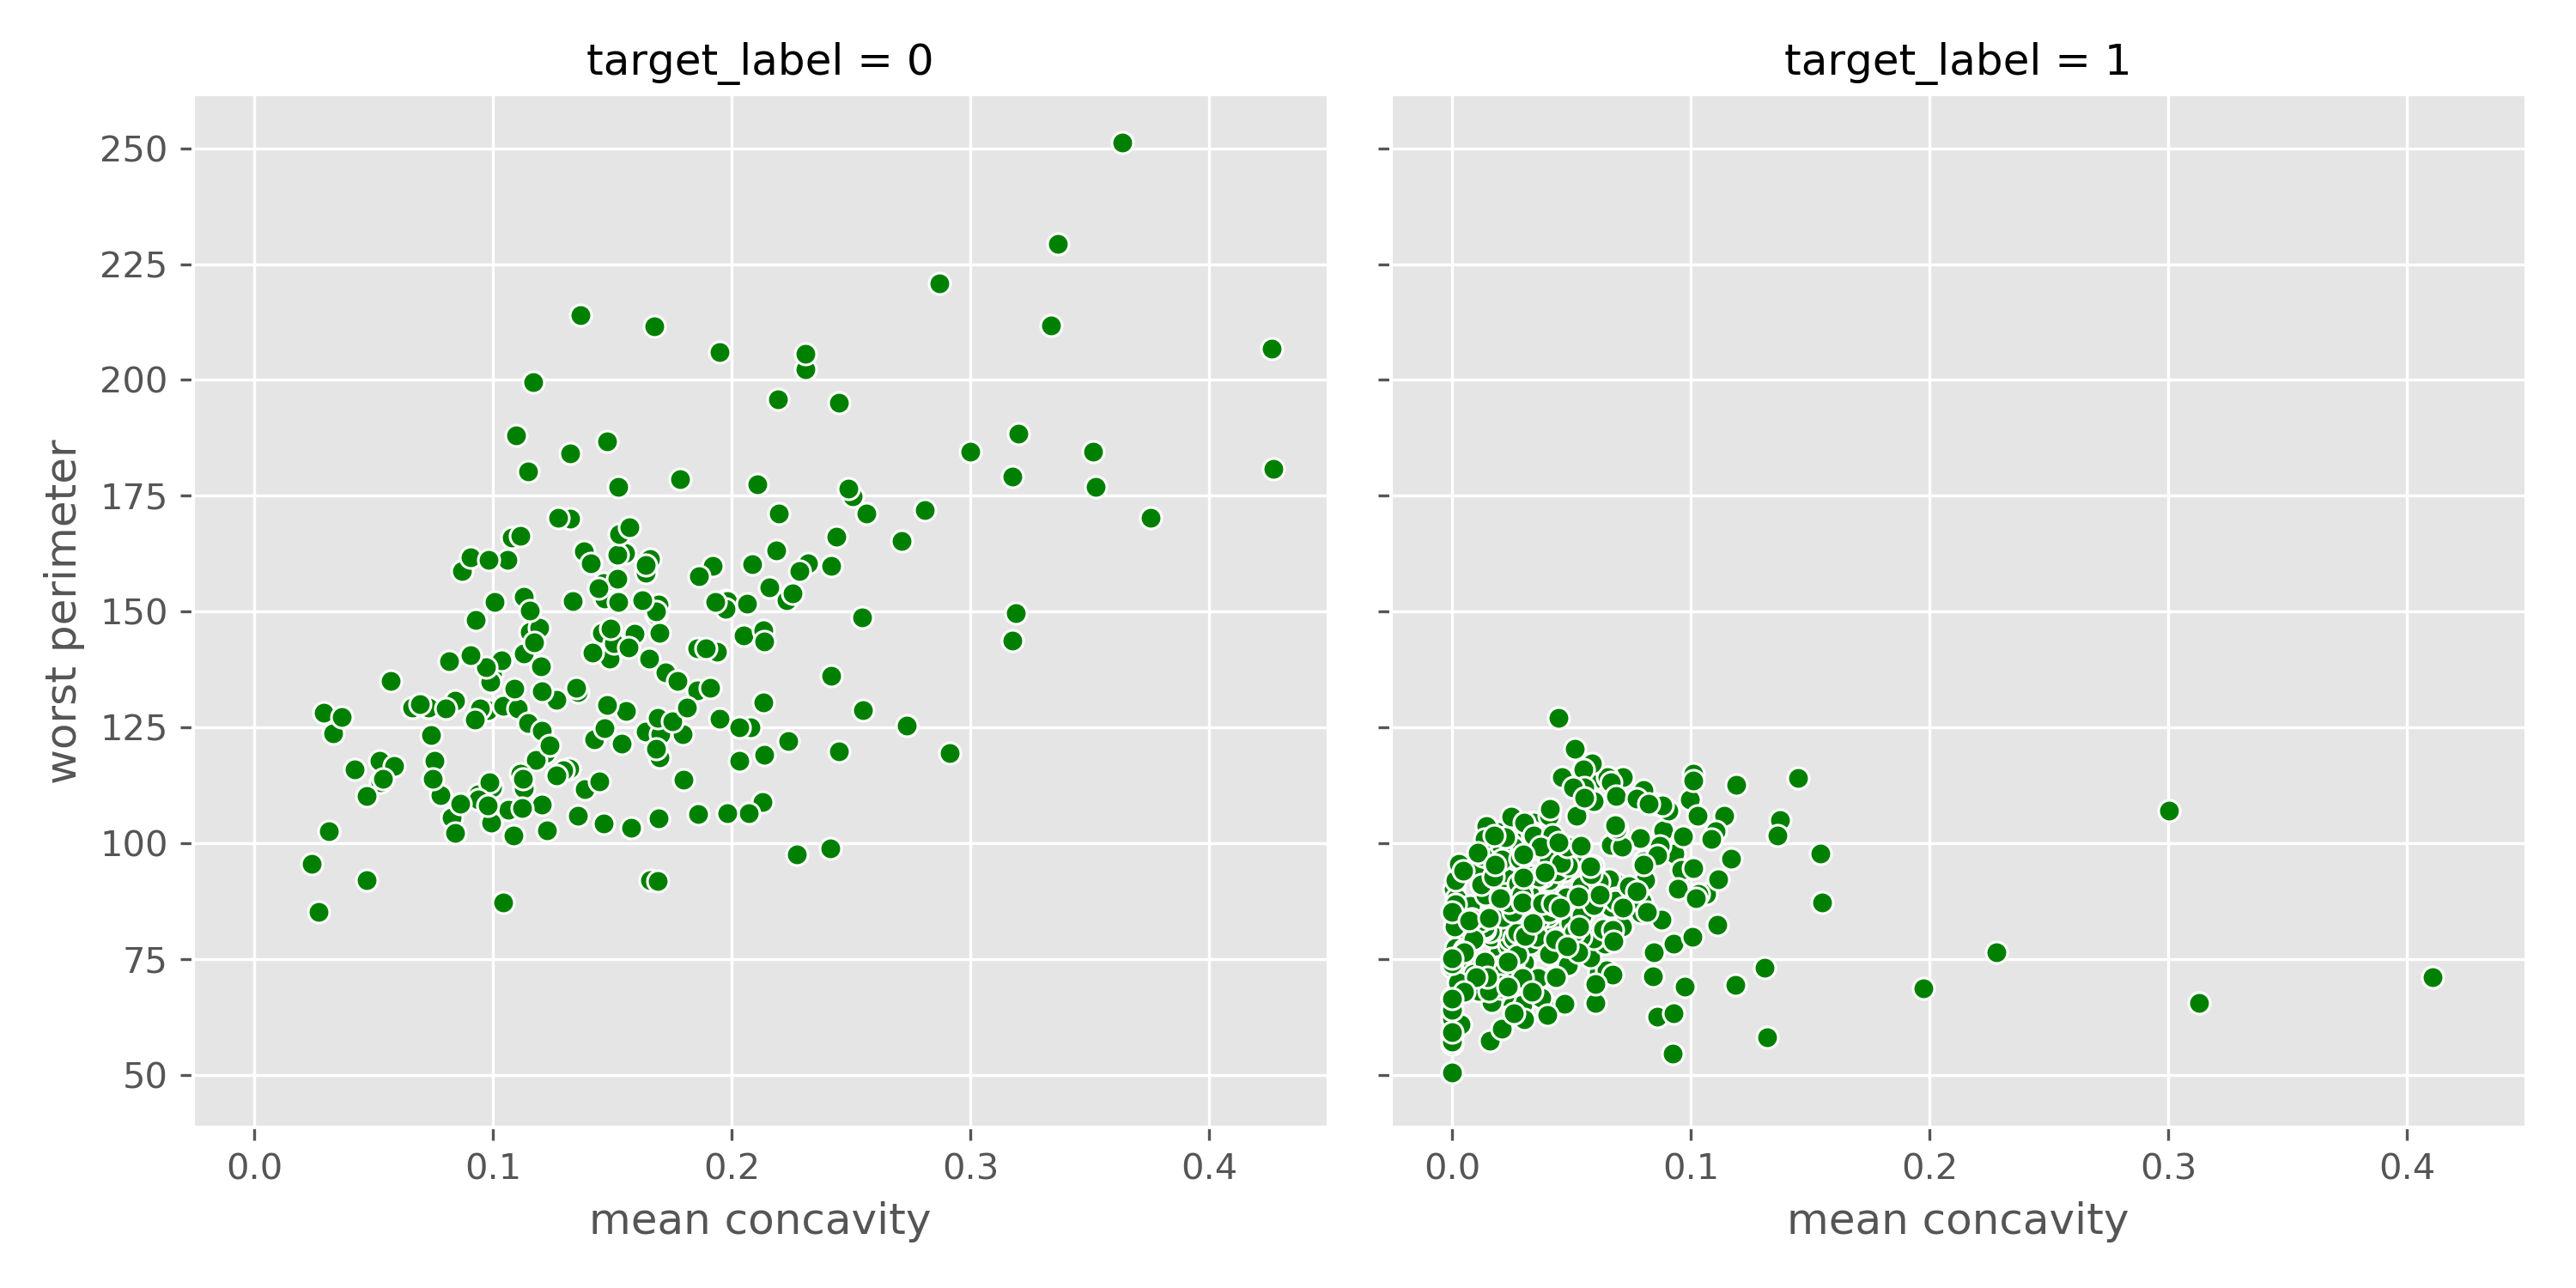 target_label = 0
target_label = 1
250
225
200
175
150
125
100
75
50
worst perimeter
0.0 0.1 0.2 0.3 0.4
0.0 0.1 0.2 0.3 0.4
mean concavity
mean concavity